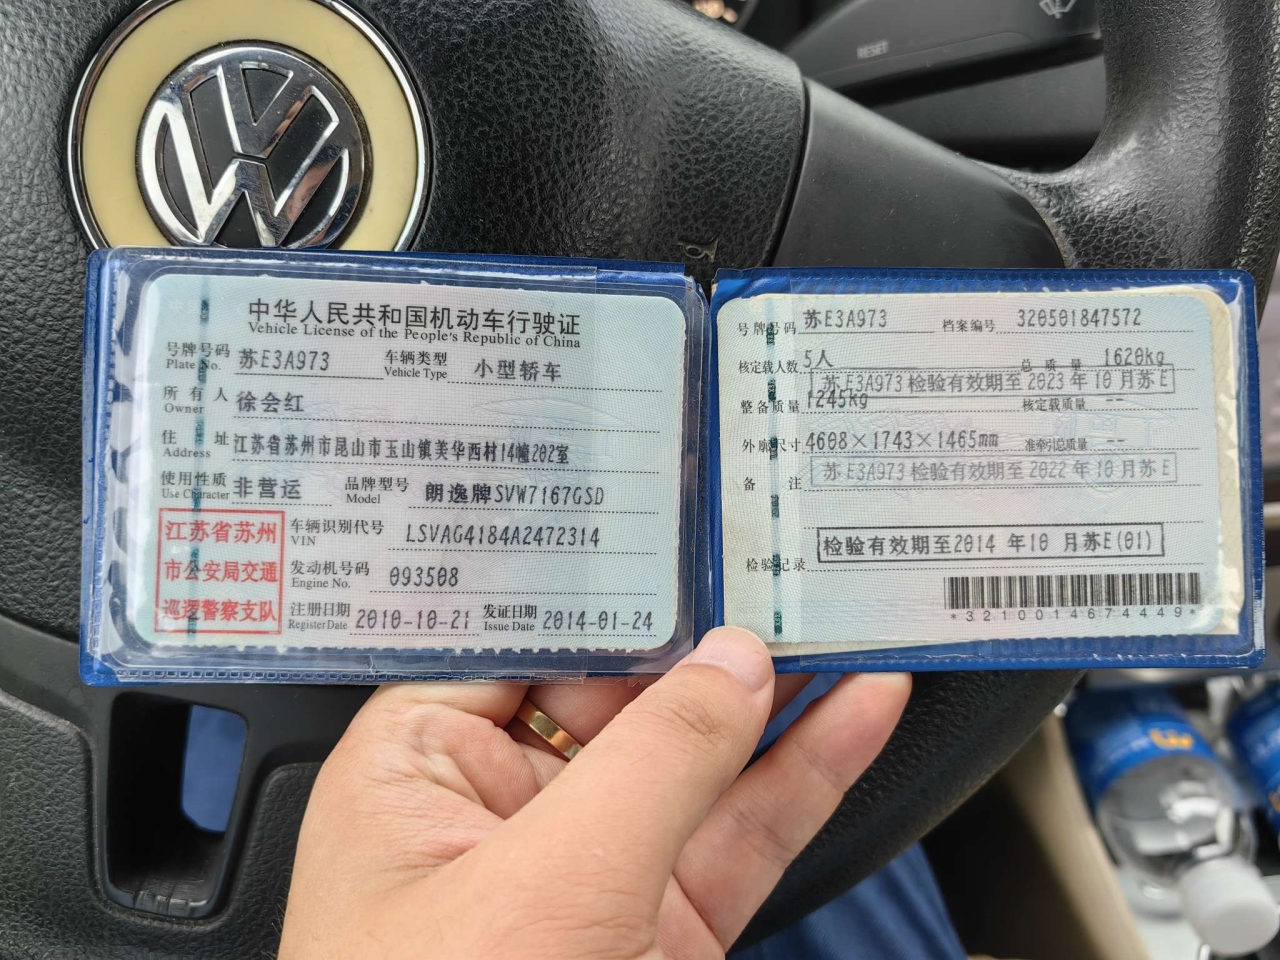 RESET
中华人民共和国机动车行驶证
Vehicle License of the People's Republic of China
号牌号码 苏E3A973 车辆类型 小型轿车
Plate No. Vehicle Type
所有人 徐会红
Owner
住址 江苏省苏州市昆山市玉山镇美华西村14幢202室
Address
使用性质 非营运 品牌型号 朗逸牌SVW7167GSD
Use Character Model
江苏省苏州
市公安局交通
巡逻警察支队
车辆识别代号 LSVAG4184A2472314
VIN
发动机号码 093508
Engine No.
注册日期 2010-10-21 发证日期 2014-01-24
Register Date Issue Date
号牌号码 苏E3A973 档案编号 320501847572
核定载人数 5人 总质量 1620kg
苏E3A973检验有效期至2023年10月苏E
整备质量 1245kg 核定载质量 --
外廓尺寸 4608×1743×1465mm 准牵引总质量 --
苏E3A973检验有效期至2022年10月苏E
备注
检验有效期至2014年10月苏E(01)
检验记录
*3210014674449*